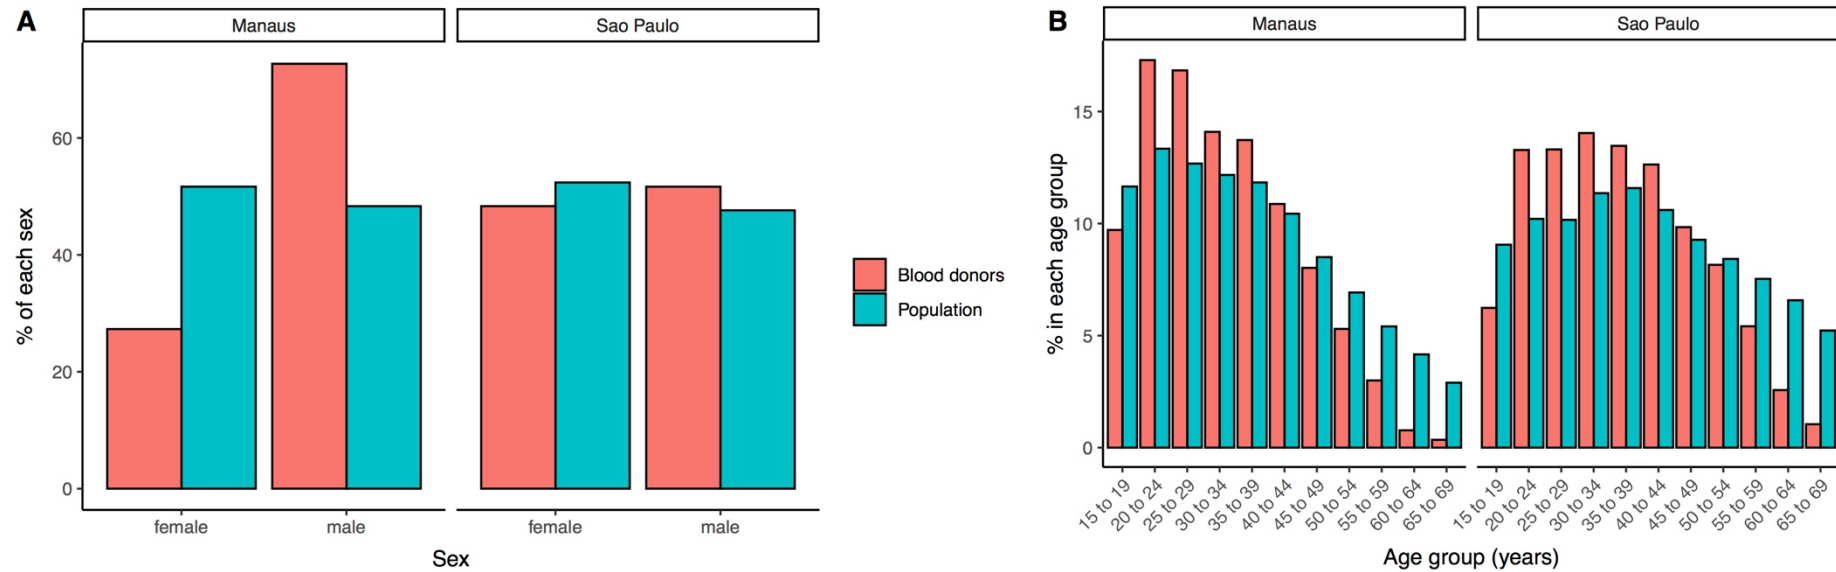 A
Manaus
Sao Paulo
% of each sex
60
40
20
0
female
male
female
male
Sex
Blood donors
Population
B
Manaus
Sao Paulo
% in each age group
15
10
5
0
15 to 19
20 to 24
25 to 29
30 to 34
35 to 39
40 to 44
45 to 49
50 to 54
55 to 59
60 to 64
65 to 69
15 to 19
20 to 24
25 to 29
30 to 34
35 to 39
40 to 44
45 to 49
50 to 54
55 to 59
60 to 64
65 to 69
Age group (years)